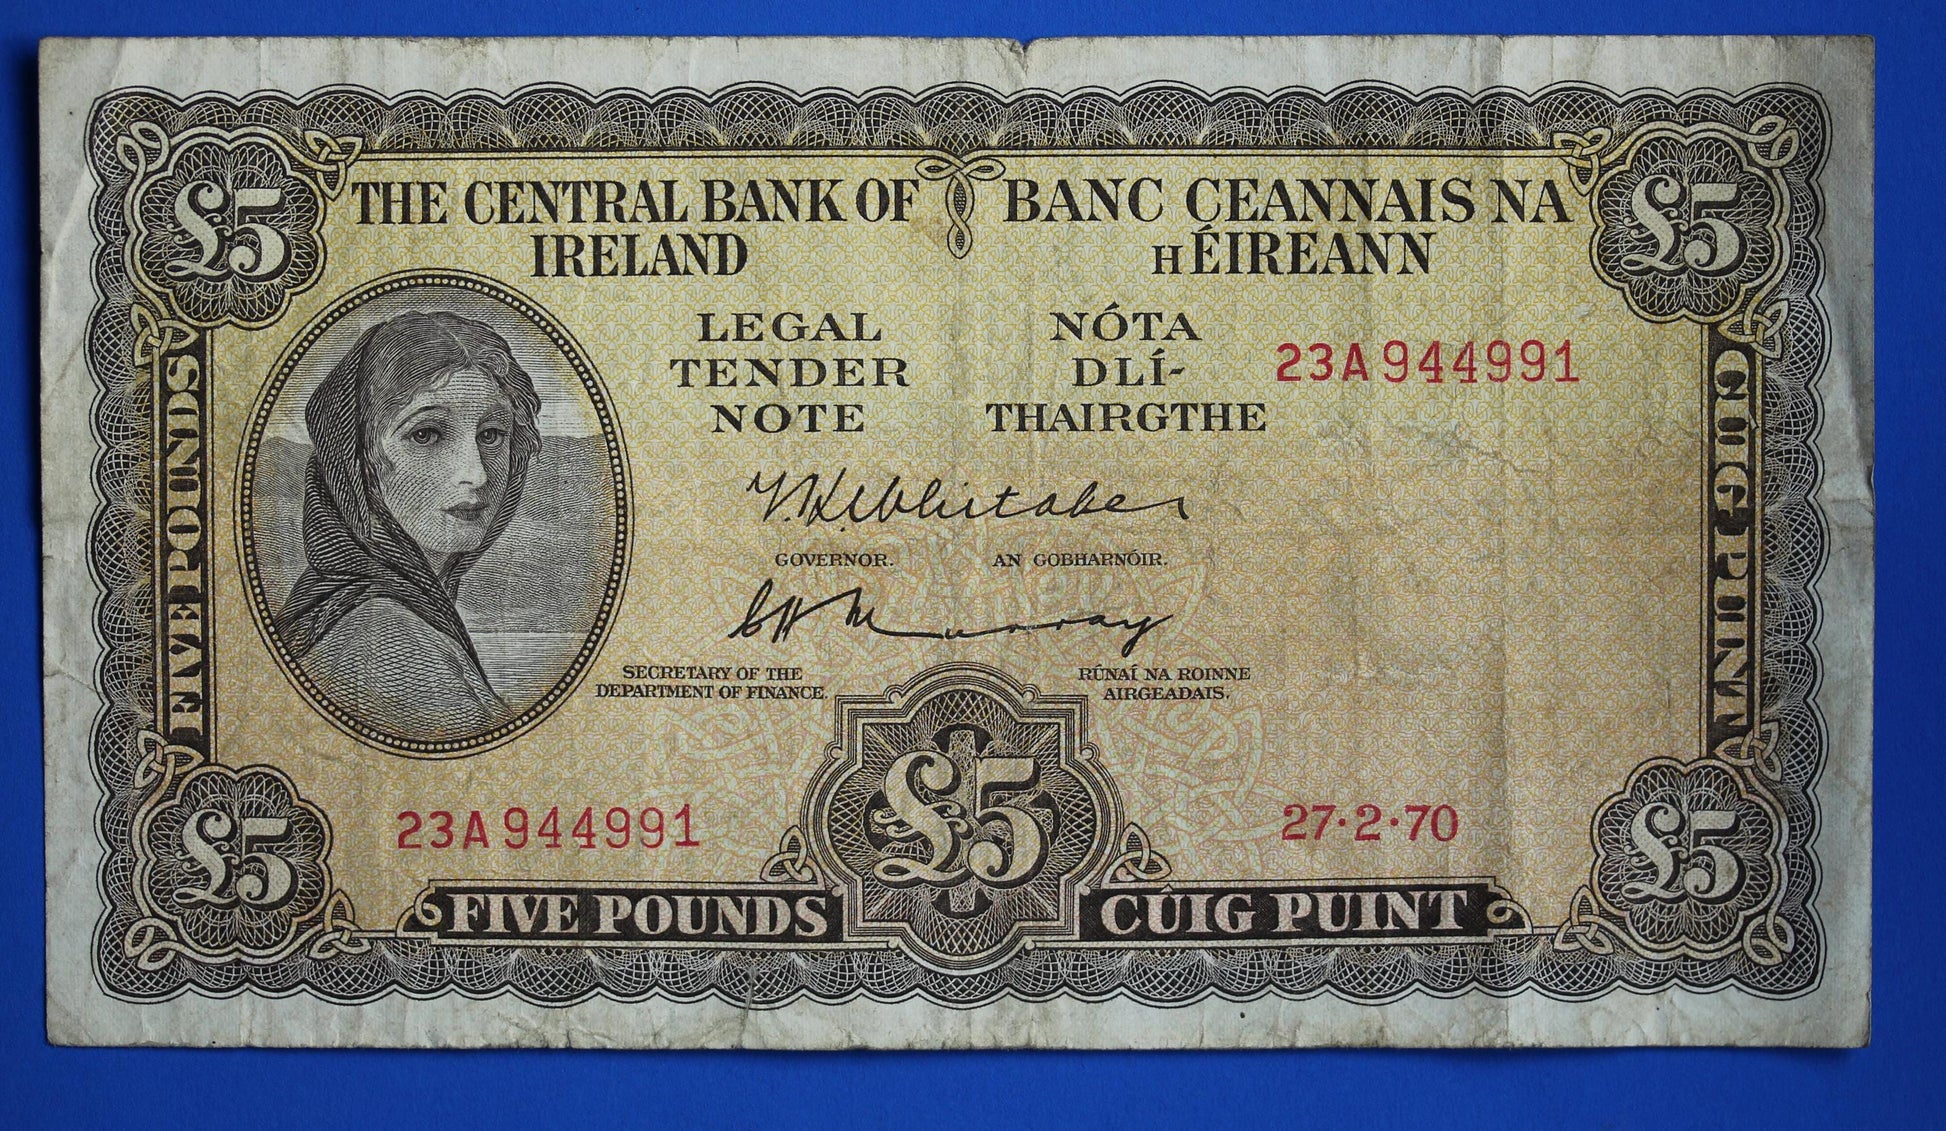 £5
£5
THE CENTRAL BANK OF
IRELAND
BANC CEANNAIS NA
hÉIREANN
LEGAL
TENDER
NOTE
NÓTA
DLÍ-
THAIRGTHE
23A944991
T.K. Whitaker
GOVERNOR. AN GOBHARNÓIR.
C H Murray
SECRETARY OF THE
DEPARTMENT OF FINANCE.
RÚNAÍ NA ROINNE
AIRGEADAIS.
FIVE POUNDS
CÚIG PUINT
23A944991
27·2·70
£5
£5
£5
FIVE POUNDS
CÚIG PUINT